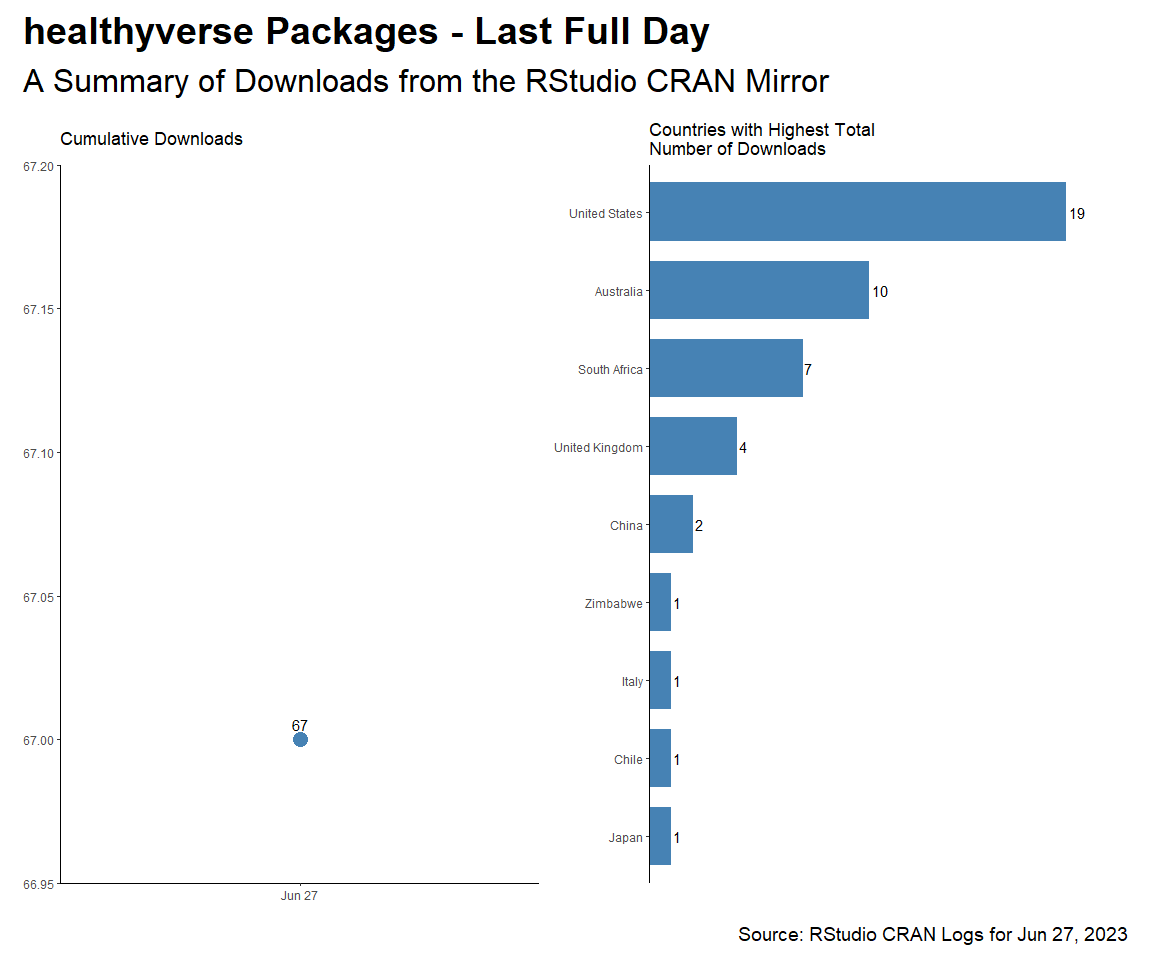 healthyverse Packages - Last Full Day
A Summary of Downloads from the RStudio CRAN Mirror
Cumulative Downloads
67.20
67.15
67.10
67.05
67.00
66.95
67
Jun 27
Countries with Highest Total
Number of Downloads
United States 19
Australia 10
South Africa 7
United Kingdom 4
China 2
Zimbabwe 1
Italy 1
Chile 1
Japan 1
Source: RStudio CRAN Logs for Jun 27, 2023